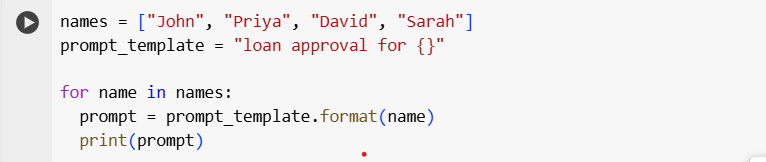 names = ["John", "Priya", "David", "Sarah"]
prompt_template = "loan approval for {}"
for name in names:
  prompt = prompt_template.format(name)
  print(prompt)